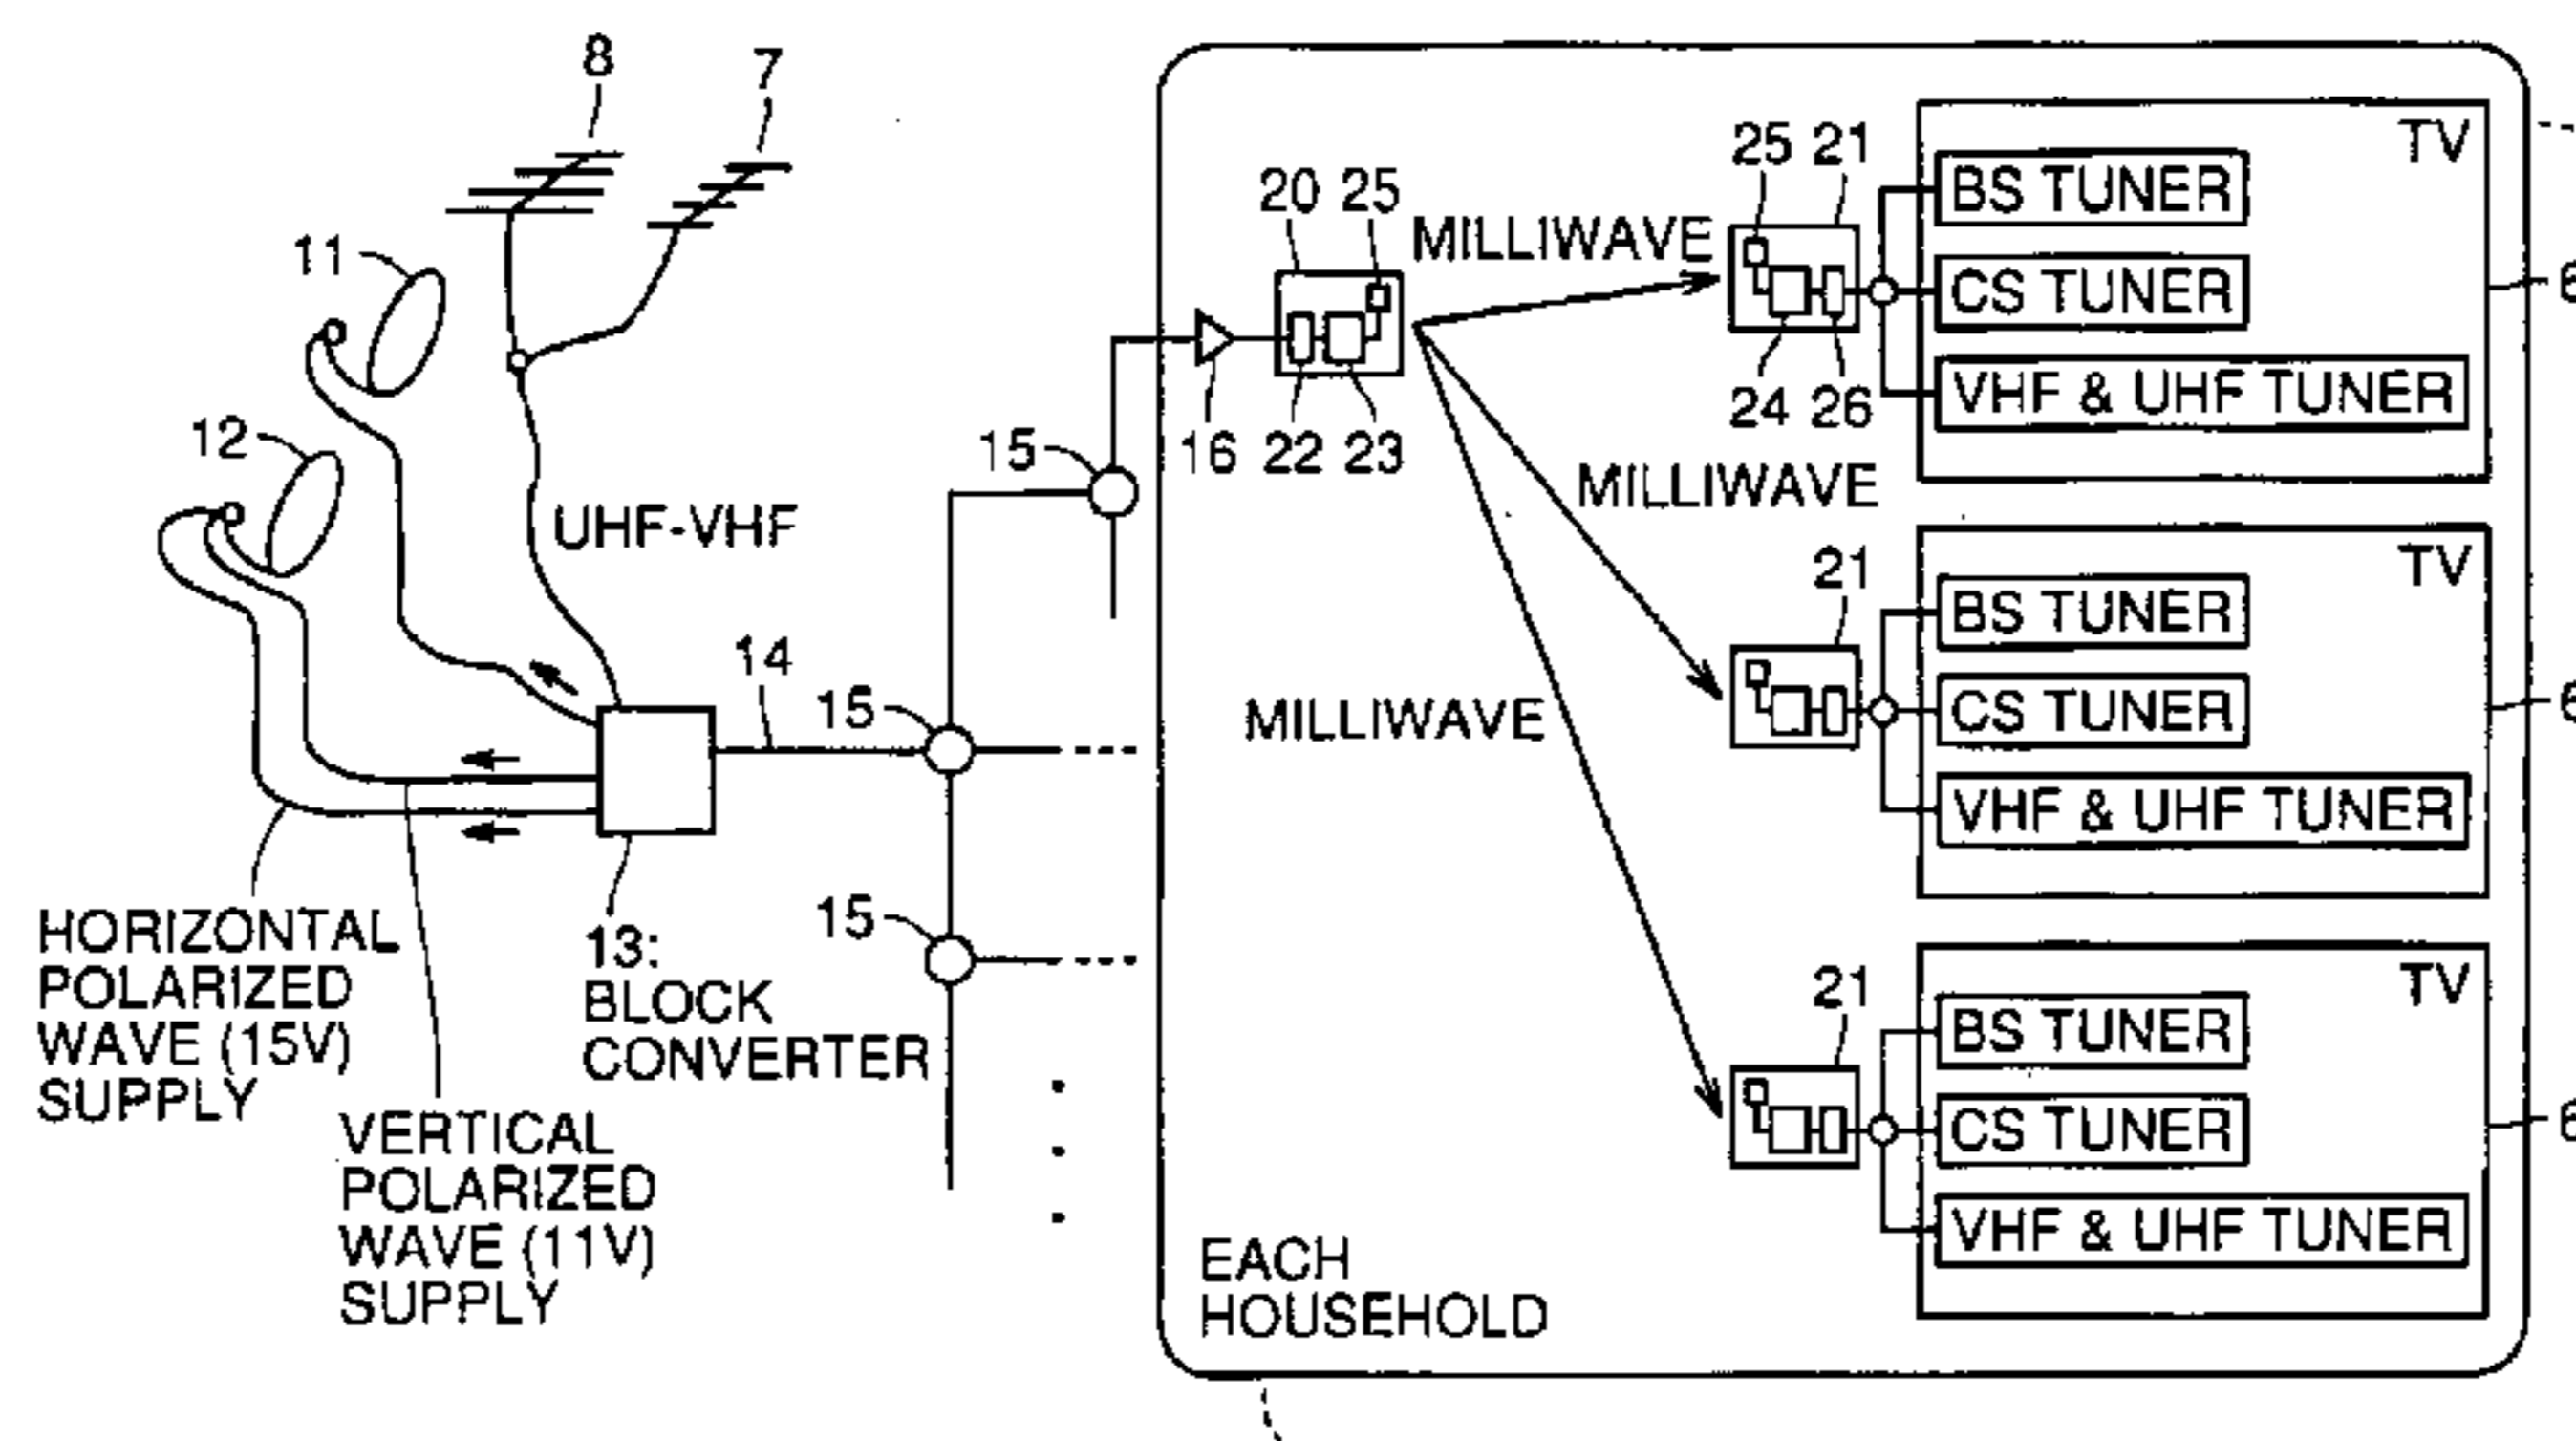 8
7
11
12
UHF-VHF
14
15
15
15
HORIZONTAL
POLARIZED
WAVE (15V)
SUPPLY
VERTICAL
POLARIZED
WAVE (11V)
SUPPLY
13:
BLOCK
CONVERTER
20 25
16 22 23
MILLIWAVE
MILLIWAVE
MILLIWAVE
25 21
24 26
TV
BS TUNER
CS TUNER
VHF & UHF TUNER
21
TV
BS TUNER
CS TUNER
VHF & UHF TUNER
21
TV
BS TUNER
CS TUNER
VHF & UHF TUNER
EACH
HOUSEHOLD